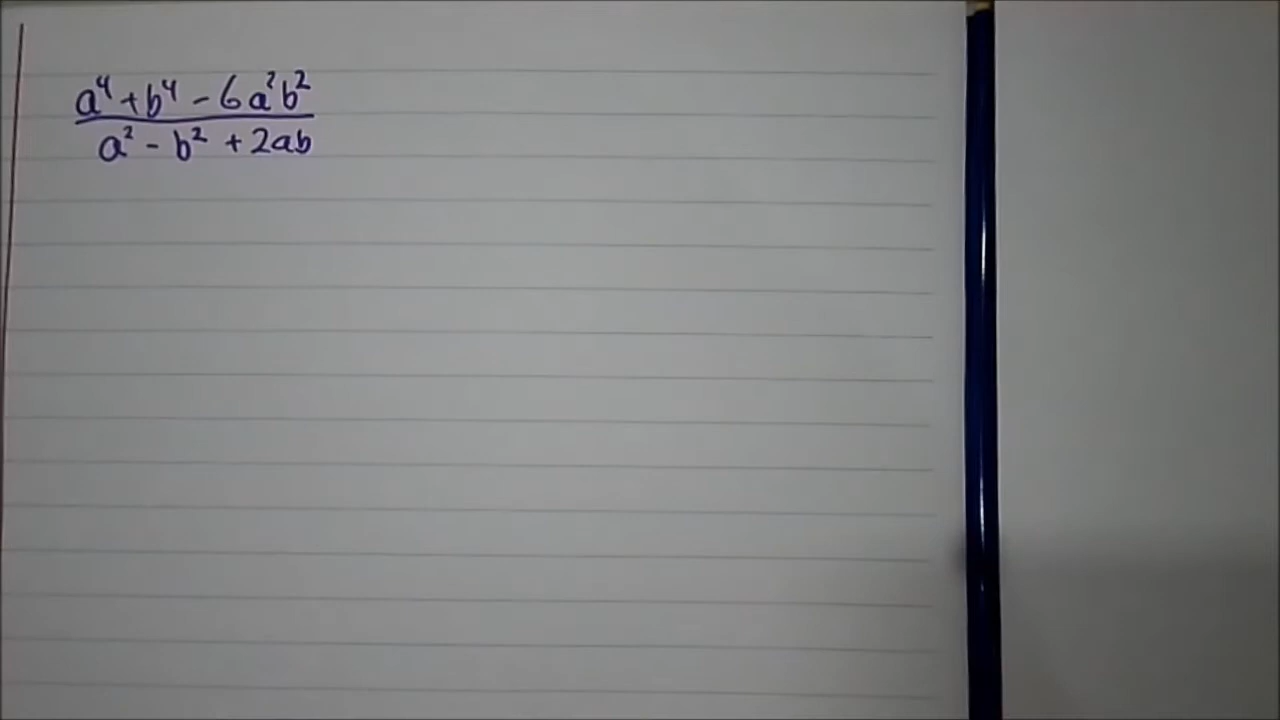 a⁴ + b⁴ - 6a²b²
a² - b² + 2ab